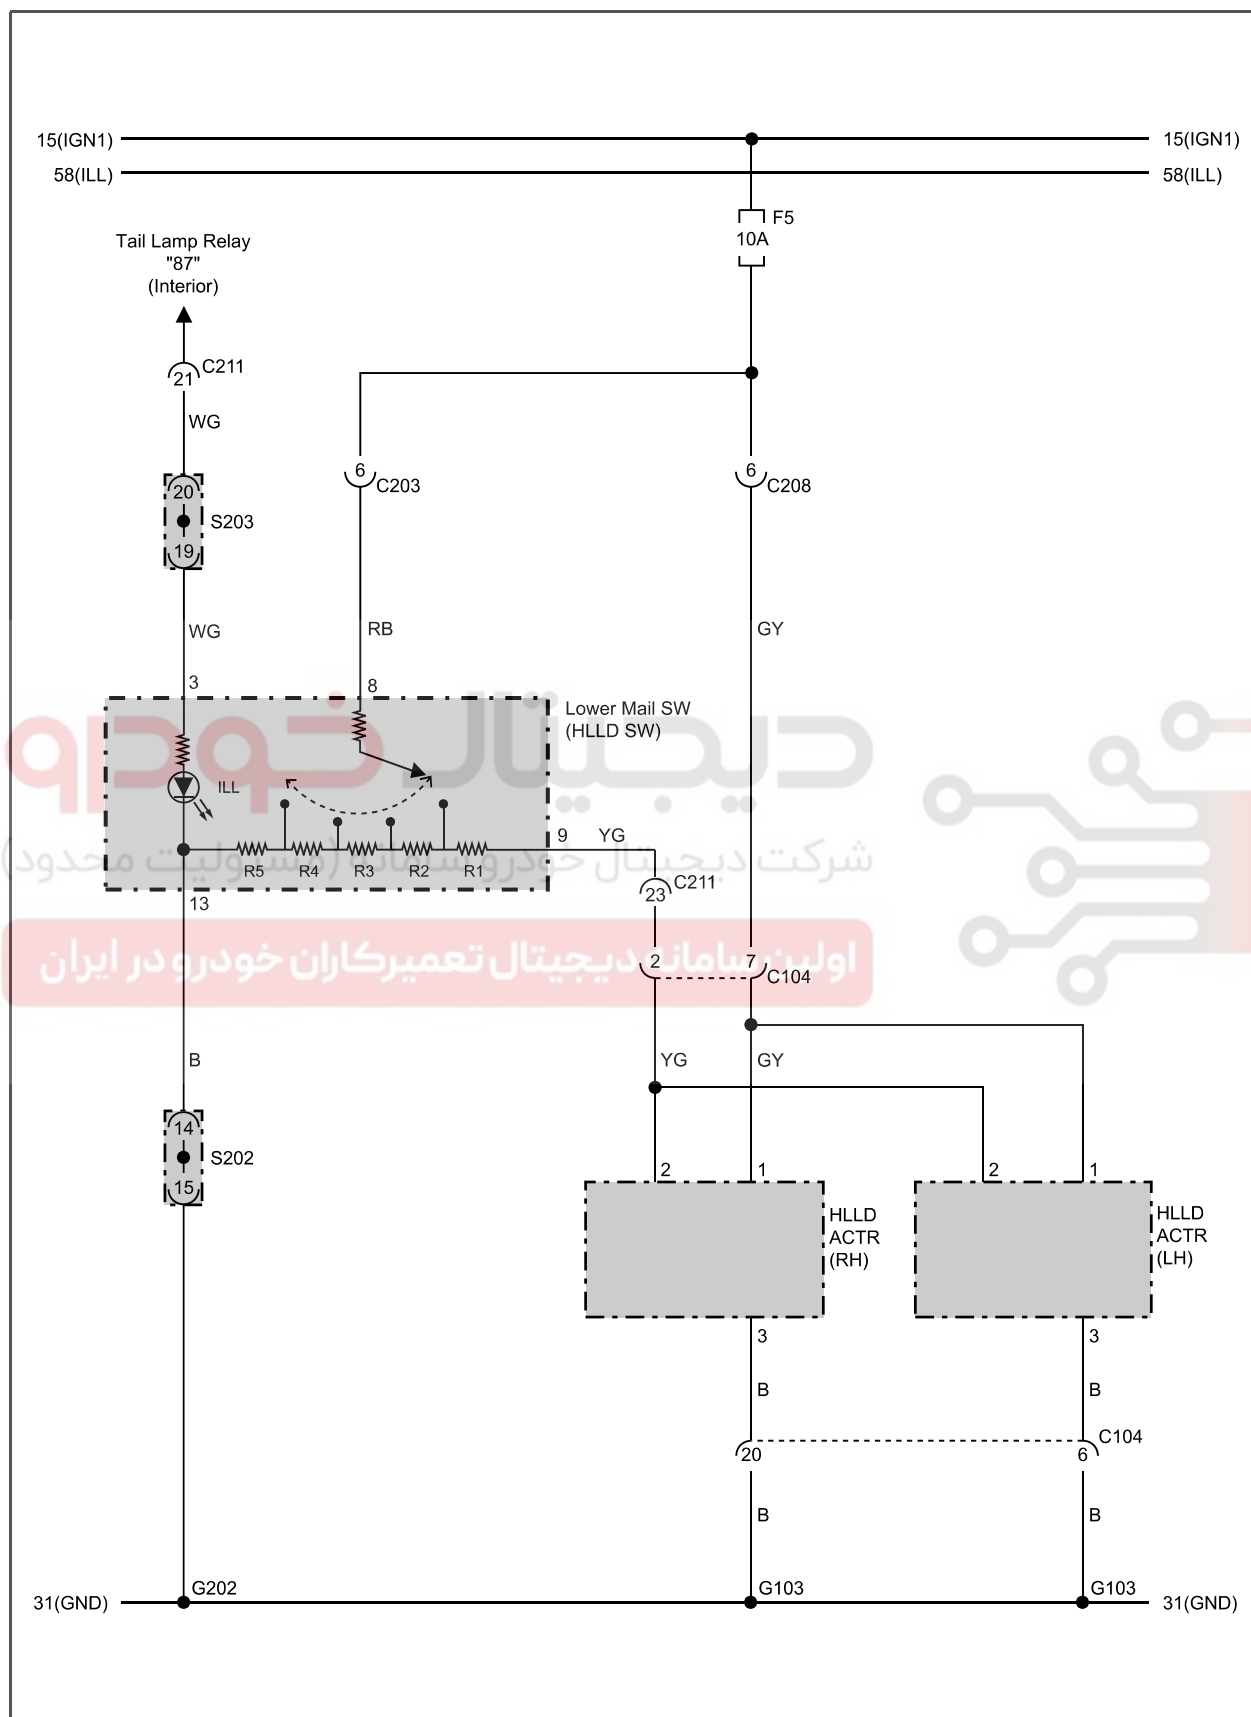 15(IGN1)
15(IGN1)
58(ILL)
58(ILL)
F5
10A
Tail Lamp Relay
"87"
(Interior)
C211
21
WG
20
S203
19
6
C203
6
C208
WG
RB
GY
3
8
Lower Mail SW
(HLLD SW)
دیجیتال خودرو
ILL
9
YG
شرکت دیجیتال خودرو سامانه (مسئولیت محدود)
R5
R4
R3
R2
R1
C211
23
13
اولین سامانه دیجیتال تعمیرکاران خودرو در ایران
2
7
C104
B
YG
GY
14
S202
15
2
1
2
1
HLLD
ACTR
(RH)
HLLD
ACTR
(LH)
3
3
B
B
C104
20
6
B
B
G202
G103
G103
31(GND)
31(GND)